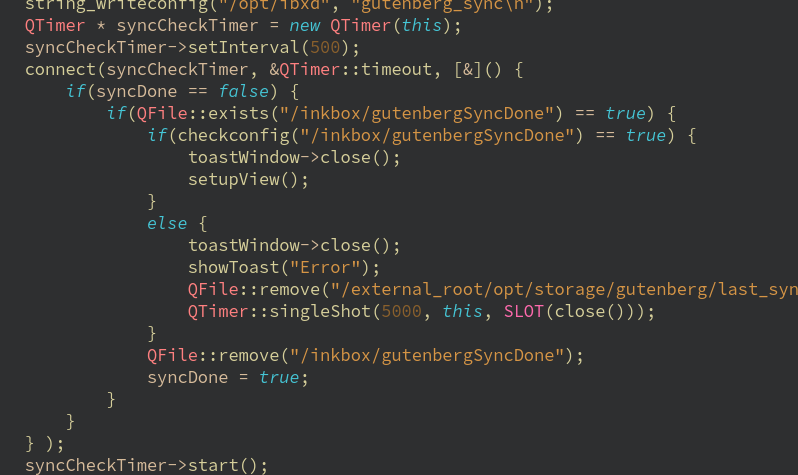 string_writeconfig("/opt/ibxd", "gutenberg_sync\n");
QTimer * syncCheckTimer = new QTimer(this);
syncCheckTimer->setInterval(500);
connect(syncCheckTimer, &QTimer::timeout, [&]() {
    if(syncDone == false) {
        if(QFile::exists("/inkbox/gutenbergSyncDone") == true) {
            if(checkconfig("/inkbox/gutenbergSyncDone") == true) {
                toastWindow->close();
                setupView();
            }
            else {
                toastWindow->close();
                showToast("Error");
                QFile::remove("/external_root/opt/storage/gutenberg/last_syn
                QTimer::singleShot(5000, this, SLOT(close()));
            }
            QFile::remove("/inkbox/gutenbergSyncDone");
            syncDone = true;
        }
    }
} );
syncCheckTimer->start();